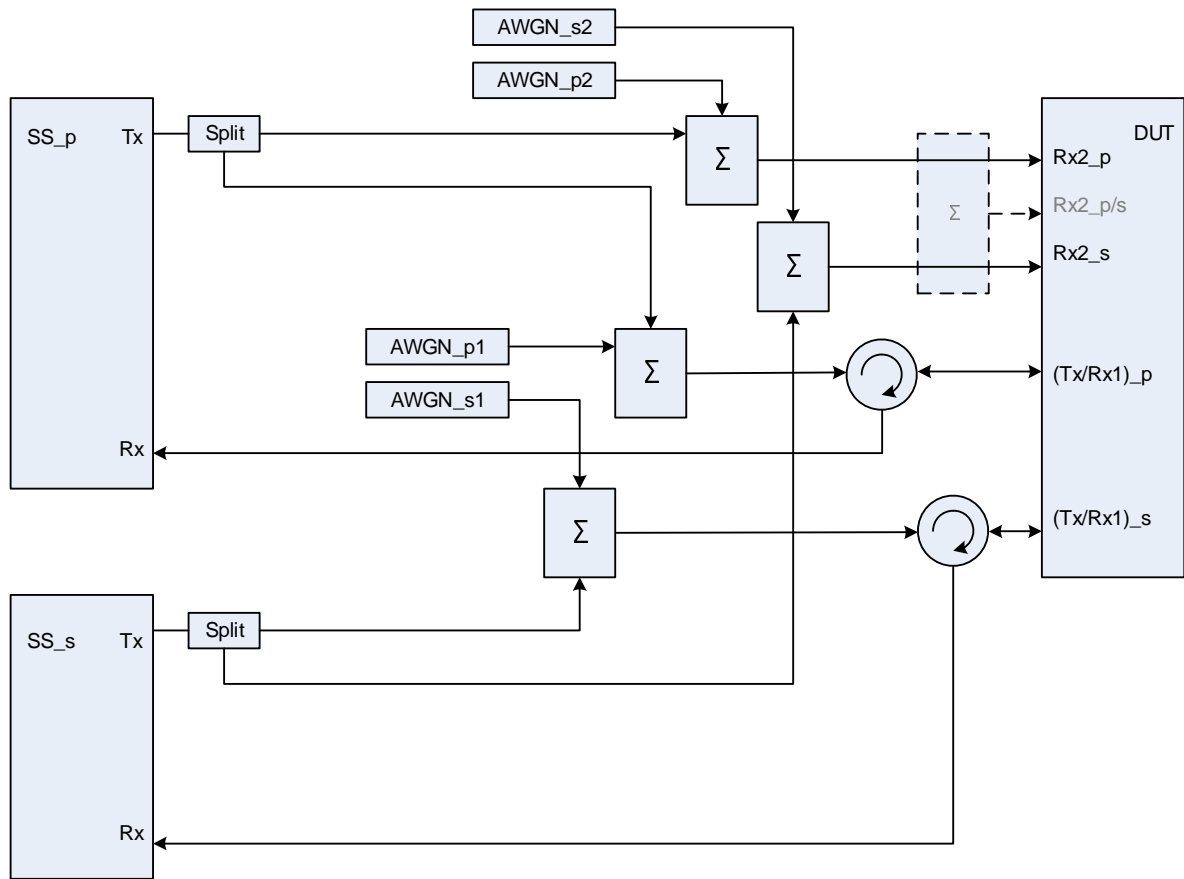 AWGN_s2
AWGN_p2
SS_p
Tx
Split
Σ
DUT
Rx2_p
Σ
Rx2_p/s
Σ
Rx2_s
AWGN_p1
Σ
(Tx/Rx1)_p
AWGN_s1
Rx
Σ
(Tx/Rx1)_s
SS_s
Tx
Split
Rx